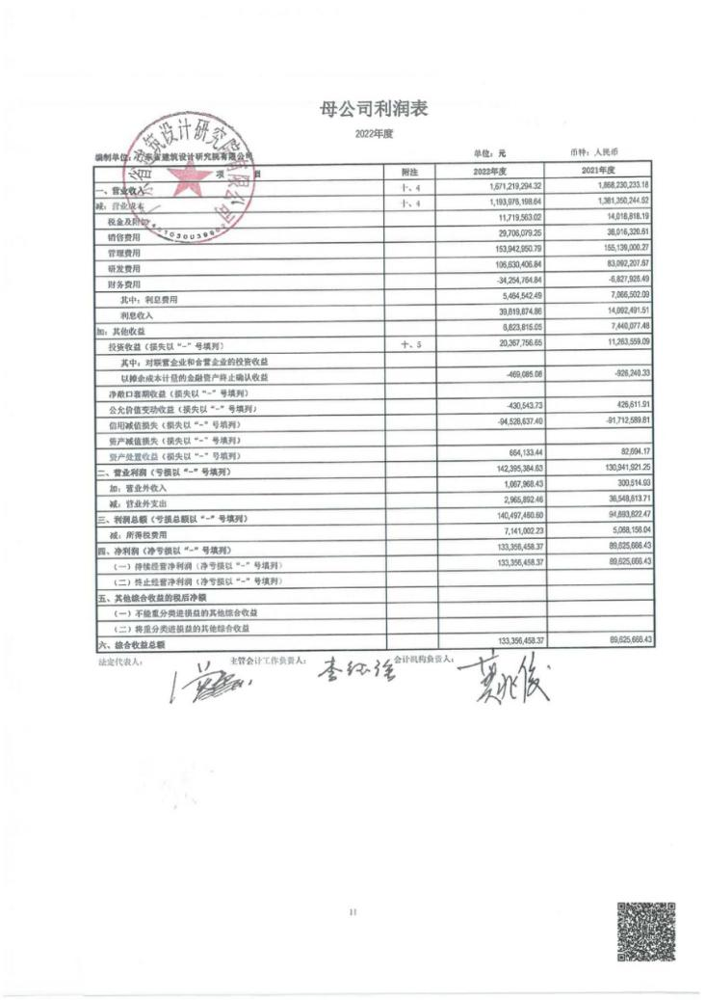 母公司利润表
2022年度
编制单位：广东省建筑设计研究院有限公司 单位：元 币种：人民币
项 目 附注 2022年度 2021年度
一、营业收入 十、4 1,671,219,294.32 1,868,230,233.18
减：营业成本 十、4 1,193,976,198.64 1,381,350,244.52
税金及附加 11,719,563.02 14,018,818.19
销售费用 29,706,079.25 38,016,320.61
管理费用 153,942,950.79 155,139,000.27
研发费用 106,630,406.84 83,092,207.67
财务费用 -34,254,764.84 -6,827,926.49
其中：利息费用 5,464,542.49 7,066,502.09
利息收入 39,819,874.86 14,092,491.51
加：其他收益 6,823,815.05 7,440,077.48
投资收益（损失以“-”号填列） 十、5 20,367,756.65 11,263,559.09
其中：对联营企业和合营企业的投资收益
以摊余成本计量的金融资产终止确认收益 -469,085.08 -926,240.33
净敞口套期收益（损失以“-”号填列）
公允价值变动收益（损失以“-”号填列） -430,543.73 426,611.91
信用减值损失（损失以“-”号填列） -94,528,637.40 -91,712,589.81
资产减值损失（损失以“-”号填列）
资产处置收益（损失以“-”号填列） 664,133.44 82,694.17
二、营业利润（亏损以“-”号填列） 142,395,384.63 130,941,921.25
加：营业外收入 1,067,968.43 300,514.93
减：营业外支出 2,965,892.46 36,548,613.71
三、利润总额（亏损总额以“-”号填列） 140,497,460.60 94,693,822.47
减：所得税费用 7,141,002.23 5,068,156.04
四、净利润（净亏损以“-”号填列） 133,356,458.37 89,625,666.43
（一）持续经营净利润（净亏损以“-”号填列） 133,356,458.37 89,625,666.43
（二）终止经营净利润（净亏损以“-”号填列）
五、其他综合收益的税后净额
（一）不能重分类进损益的其他综合收益
（二）将重分类进损益的其他综合收益
六、综合收益总额 133,356,458.37 89,625,666.43
法定代表人： 主管会计工作负责人： 会计机构负责人：
11